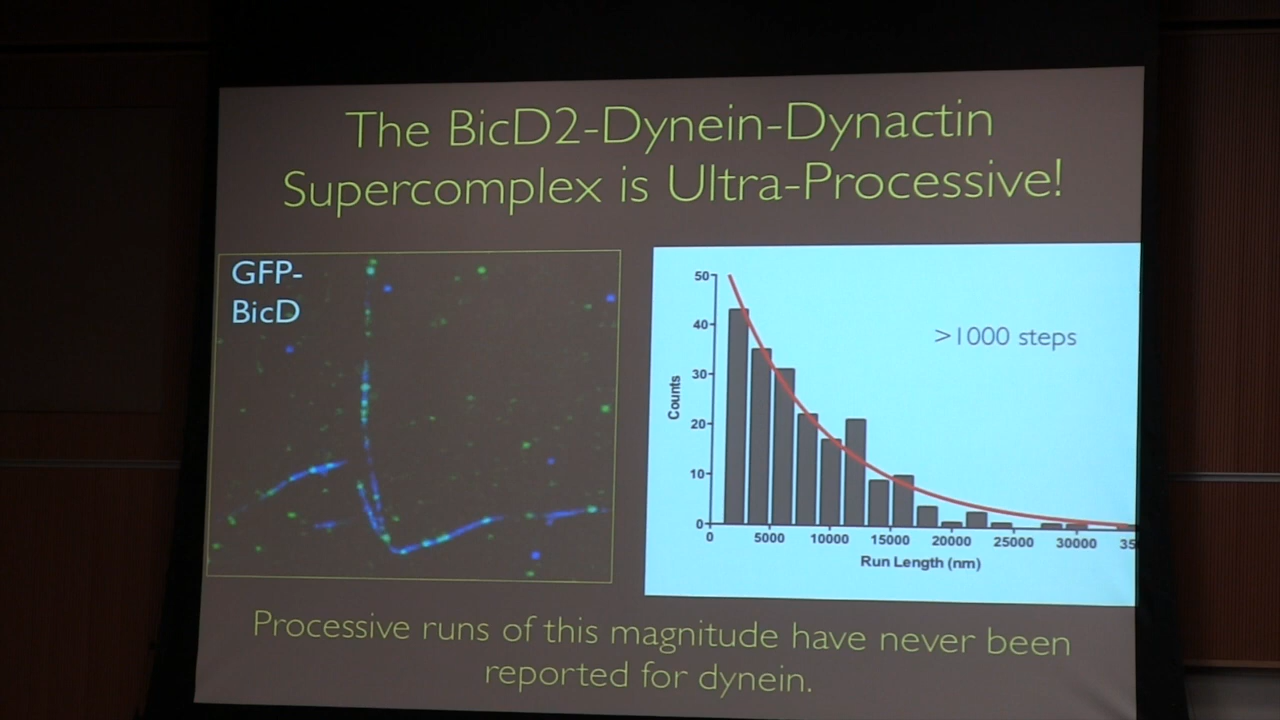 The BicD2-Dynein-Dynactin
Supercomplex is Ultra-Processive!
GFP-
BicD
50
40
30
20
10
0
Counts
>1000 steps
0 5000 10000 15000 20000 25000 30000 35
Run Length (nm)
Processive runs of this magnitude have never been
reported for dynein.